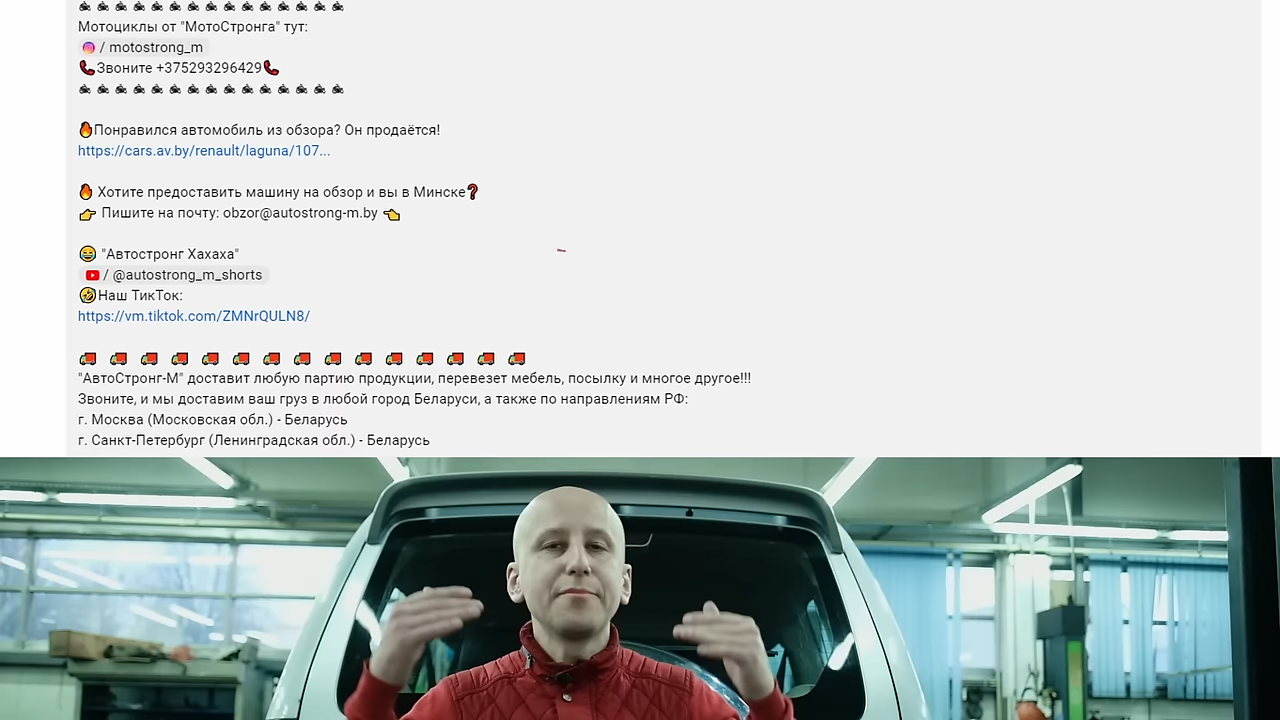 Мотоциклы от "МотоСтронга" тут:
/ motostrong_m
Звоните +375293296429
Понравился автомобиль из обзора? Он продаётся!
https://cars.av.by/renault/laguna/107...
Хотите предоставить машину на обзор и вы в Минске❓
👉 Пишите на почту: obzor@autostrong-m.by 👈
😂 "Автостронг Хахаха"
/ @autostrong_m_shorts
🤣Наш ТикТок:
https://vm.tiktok.com/ZMNrQULN8/
"АвтоСтронг-М" доставит любую партию продукции, перевезет мебель, посылку и многое другое!!!
Звоните, и мы доставим ваш груз в любой город Беларуси, а также по направлениям РФ:
г. Москва (Московская обл.) - Беларусь
г. Санкт-Петербург (Ленинградская обл.) - Беларусь